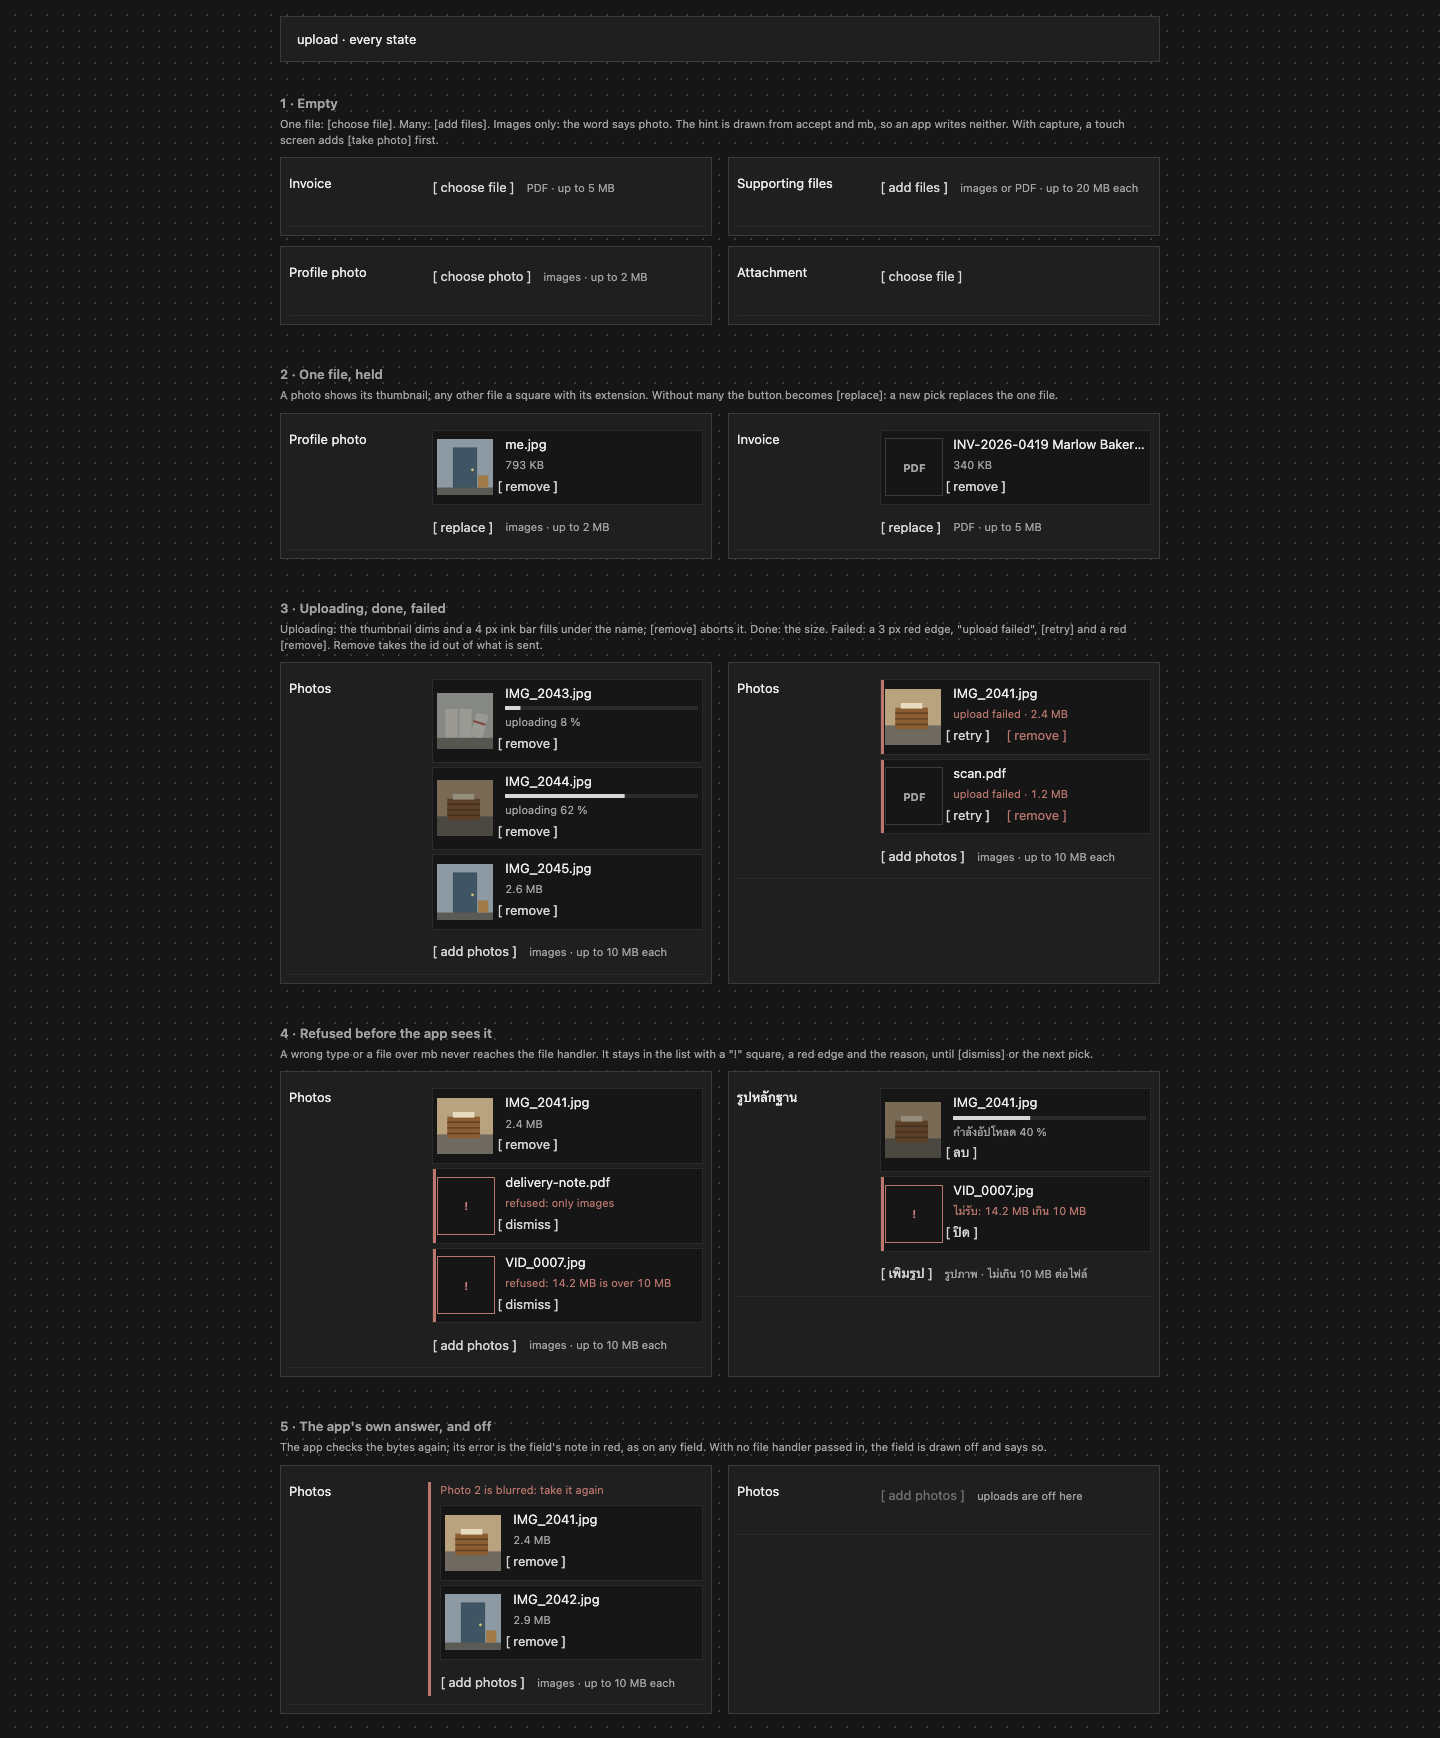 upload · every state
1 · Empty
One file: [choose file]. Many: [add files]. Images only: the word says photo. The hint is drawn from accept and mb, so an app writes neither. With capture, a touch
screen adds [take photo] first.
Invoice
[ choose file ] PDF · up to 5 MB
Supporting files
[ add files ] images or PDF · up to 20 MB each
Profile photo
[ choose photo ] images · up to 2 MB
Attachment
[ choose file ]
2 · One file, held
A photo shows its thumbnail; any other file a square with its extension. Without many the button becomes [replace]: a new pick replaces the one file.
Profile photo
me.jpg
793 KB
[ remove ]
[ replace ] images · up to 2 MB
Invoice
PDF
INV-2026-0419 Marlow Baker...
340 KB
[ remove ]
[ replace ] PDF · up to 5 MB
3 · Uploading, done, failed
Uploading: the thumbnail dims and a 4 px ink bar fills under the name; [remove] aborts it. Done: the size. Failed: a 3 px red edge, "upload failed", [retry] and a red
[remove]. Remove takes the id out of what is sent.
Photos
IMG_2043.jpg
uploading 8 %
[ remove ]
IMG_2044.jpg
uploading 62 %
[ remove ]
IMG_2045.jpg
2.6 MB
[ remove ]
[ add photos ] images · up to 10 MB each
Photos
IMG_2041.jpg
upload failed · 2.4 MB
[ retry ] [ remove ]
PDF
scan.pdf
upload failed · 1.2 MB
[ retry ] [ remove ]
[ add photos ] images · up to 10 MB each
4 · Refused before the app sees it
A wrong type or a file over mb never reaches the file handler. It stays in the list with a "!" square, a red edge and the reason, until [dismiss] or the next pick.
Photos
IMG_2041.jpg
2.4 MB
[ remove ]
!
delivery-note.pdf
refused: only images
[ dismiss ]
!
VID_0007.jpg
refused: 14.2 MB is over 10 MB
[ dismiss ]
[ add photos ] images · up to 10 MB each
รูปหลักฐาน
IMG_2041.jpg
กำลังอัปโหลด 40 %
[ ลบ ]
!
VID_0007.jpg
ไม่รับ: 14.2 MB เกิน 10 MB
[ ปิด ]
[ เพิ่มรูป ] รูปภาพ · ไม่เกิน 10 MB ต่อไฟล์
5 · The app's own answer, and off
The app checks the bytes again; its error is the field's note in red, as on any field. With no file handler passed in, the field is drawn off and says so.
Photos
Photo 2 is blurred: take it again
IMG_2041.jpg
2.4 MB
[ remove ]
IMG_2042.jpg
2.9 MB
[ remove ]
[ add photos ] images · up to 10 MB each
Photos
[ add photos ] uploads are off here